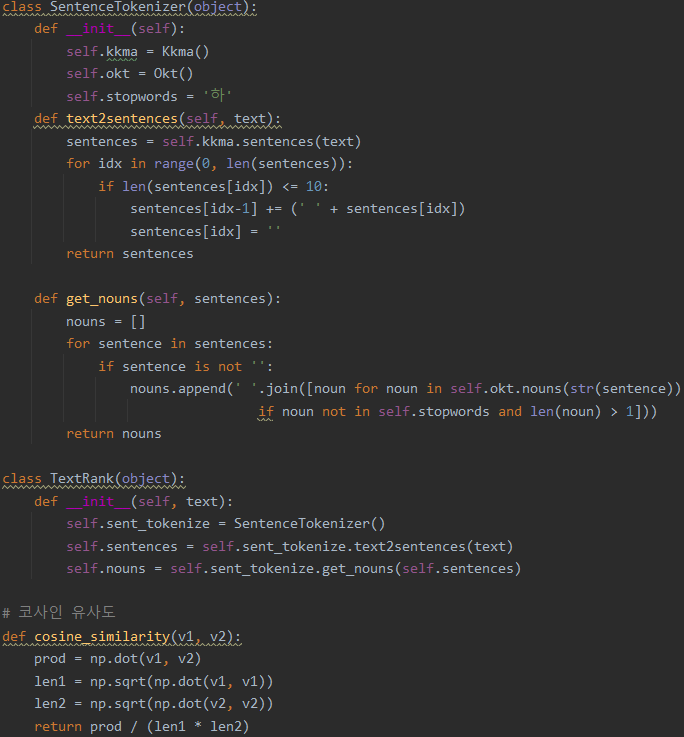 class SentenceTokenizer(object):
    def __init__(self):
        self.kkma = Kkma()
        self.okt = Okt()
        self.stopwords = '하'
    def text2sentences(self, text):
        sentences = self.kkma.sentences(text)
        for idx in range(0, len(sentences)):
            if len(sentences[idx]) <= 10:
                sentences[idx-1] += (' ' + sentences[idx])
                sentences[idx] = ''
        return sentences

    def get_nouns(self, sentences):
        nouns = []
        for sentence in sentences:
            if sentence is not '':
                nouns.append(' '.join([noun for noun in self.okt.nouns(str(sentence))
                                if noun not in self.stopwords and len(noun) > 1]))
        return nouns

class TextRank(object):
    def __init__(self, text):
        self.sent_tokenize = SentenceTokenizer()
        self.sentences = self.sent_tokenize.text2sentences(text)
        self.nouns = self.sent_tokenize.get_nouns(self.sentences)

# 코사인 유사도
def cosine_similarity(v1, v2):
    prod = np.dot(v1, v2)
    len1 = np.sqrt(np.dot(v1, v1))
    len2 = np.sqrt(np.dot(v2, v2))
    return prod / (len1 * len2)